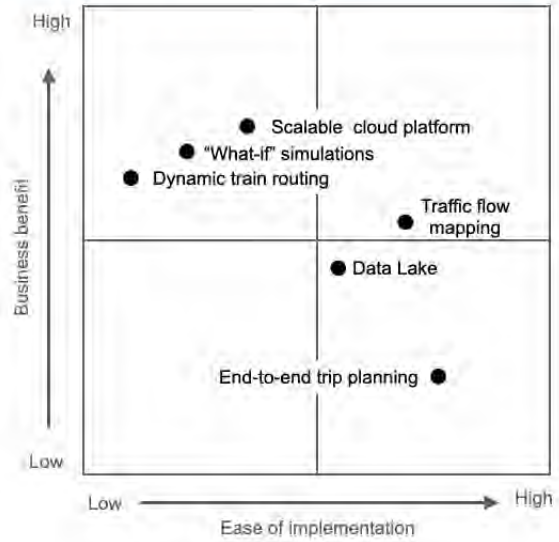 High
Scalable cloud platform
“What-if” simulations
Dynamic train routing
Traffic flow
mapping
Business benefit
Data Lake
End-to-end trip planning
Low
Low
High
Ease of implementation